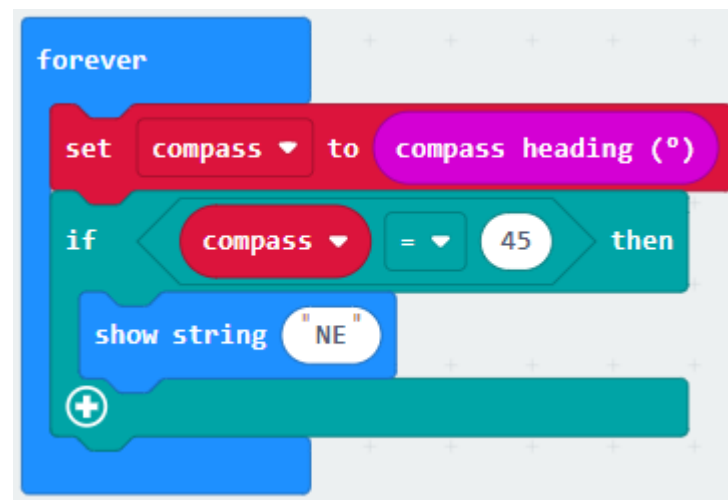 forever
set compass to compass heading (°)
if compass = 45 then
show string "NE"